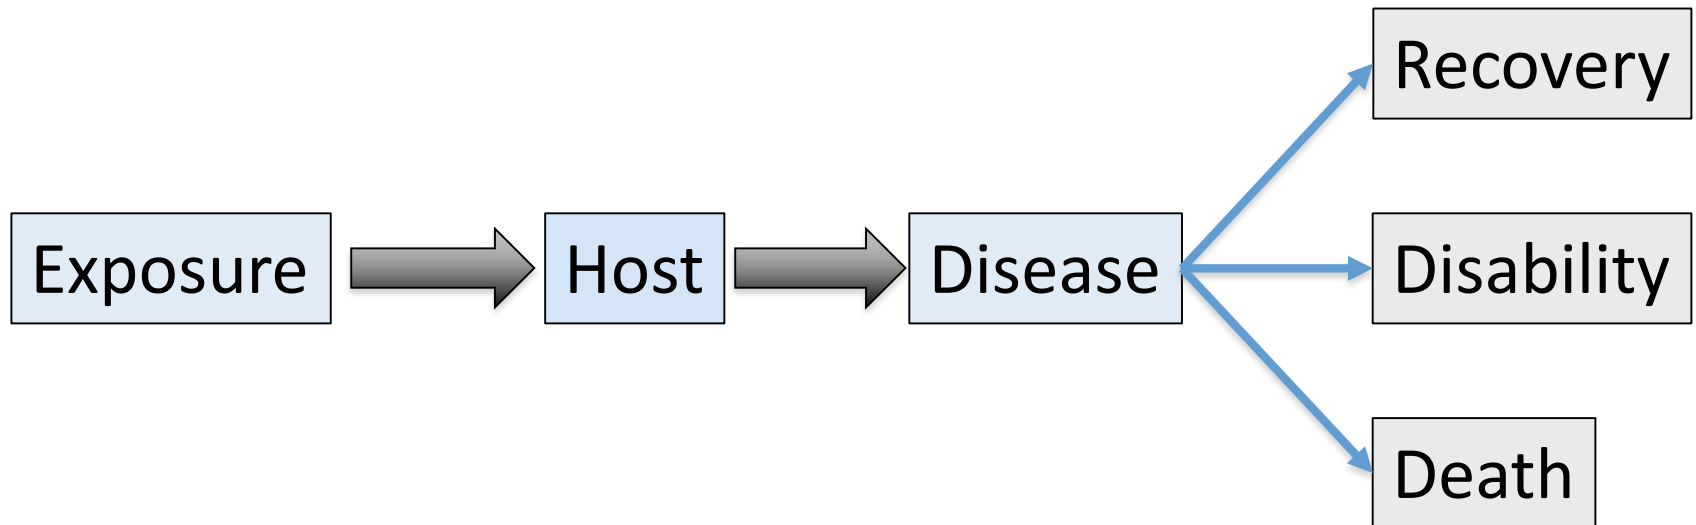 Exposure
Host
Disease
Recovery
Disability
Death